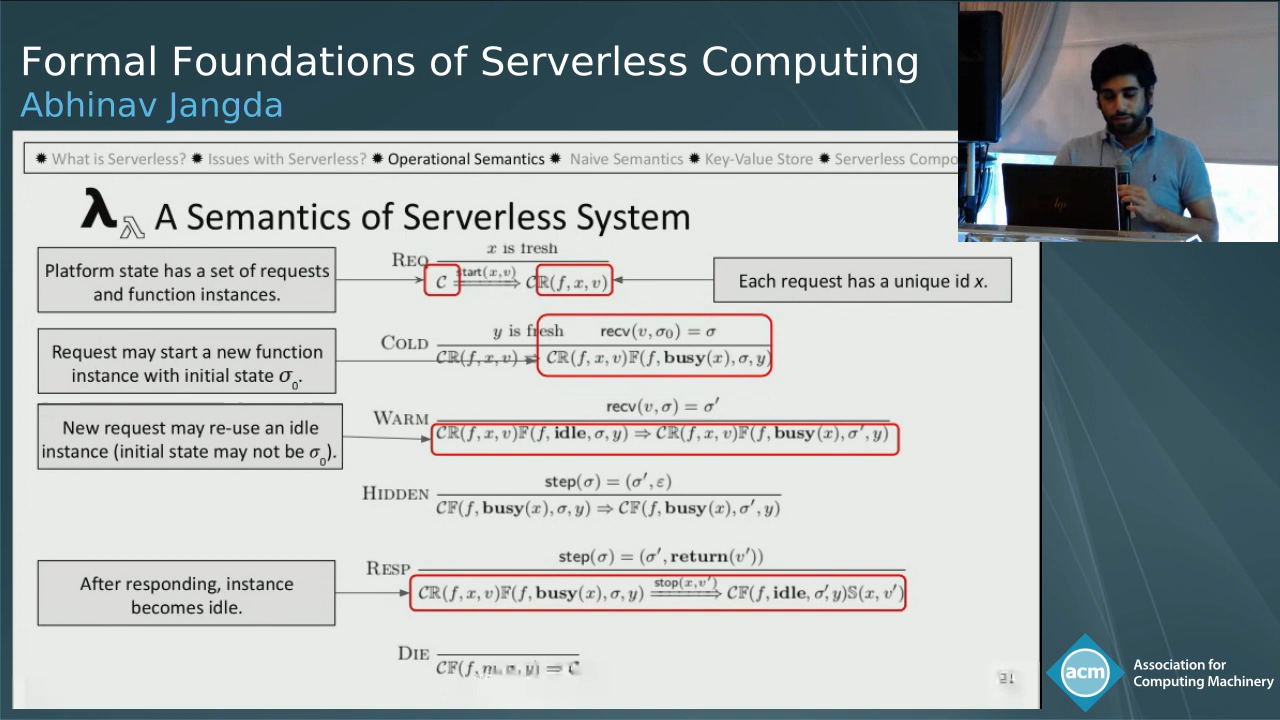 Formal Foundations of Serverless Computing
Abhinav Jangda
✹ What is Serverless? ✹ Issues with Serverless? ✹ Operational Semantics ✹ Naive Semantics ✹ Key-Value Store ✹ Serverless Compo
λλ A Semantics of Serverless System
Platform state has a set of requests
and function instances.
REQ
x is fresh
C ⟹ start(x,v) Cℝ(f, x, v)
Each request has a unique id x.
Request may start a new function
instance with initial state σ₀.
COLD
y is fresh recv(v, σ₀) = σ
Cℝ(f, x, v) ⇒ Cℝ(f, x, v)𝔽(f, busy(x), σ, y)
New request may re-use an idle
instance (initial state may not be σ₀).
WARM
recv(v, σ) = σ′
Cℝ(f, x, v)𝔽(f, idle, σ, y) ⇒ Cℝ(f, x, v)𝔽(f, busy(x), σ′, y)
HIDDEN
step(σ) = (σ′, ε)
C𝔽(f, busy(x), σ, y) ⇒ C𝔽(f, busy(x), σ′, y)
After responding, instance
becomes idle.
RESP
step(σ) = (σ′, return(v′))
Cℝ(f, x, v)𝔽(f, busy(x), σ, y) ⟹ stop(x,v′) C𝔽(f, idle, σ′, y)𝕊(x, v′)
DIE
C𝔽(f, m, σ, y) ⇒ C
hp
acm
Association for
Computing Machinery